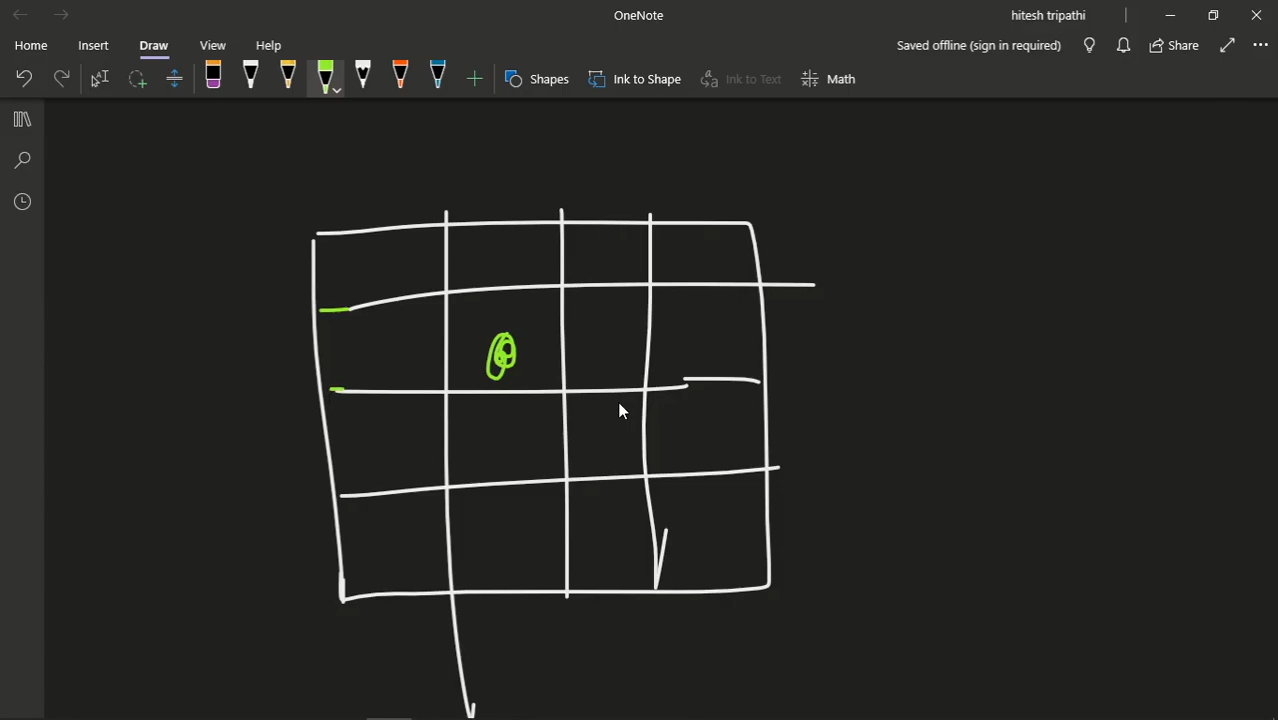 OneNote
hitesh tripathi
Home Insert Draw View Help
Saved offline (sign in required) Share
Shapes Ink to Shape Ink to Text Math